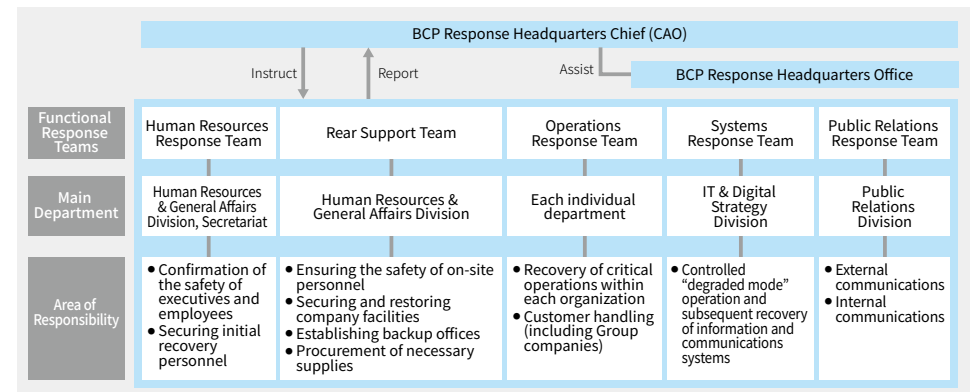 BCP Response Headquarters Chief (CAO)
Instruct
Report
Assist
BCP Response Headquarters Office
Functional
Response
Teams
Human Resources
Response Team
Rear Support Team
Operations
Response Team
Systems
Response Team
Public Relations
Response Team
Main
Department
Human Resources
& General Affairs
Division, Secretariat
Human Resources &
General Affairs Division
Each individual
department
IT & Digital
Strategy
Division
Public
Relations
Division
Area of
Responsibility
● Confirmation of
the safety of
executives and
employees
● Securing initial
recovery
personnel
● Ensuring the safety of on-site
personnel
● Securing and restoring
company facilities
● Establishing backup offices
● Procurement of necessary
supplies
● Recovery of critical
operations within
each organization
● Customer handling
(including Group
companies)
● Controlled
“degraded mode”
operation and
subsequent recovery
of information and
communications
systems
● External
communications
● Internal
communications